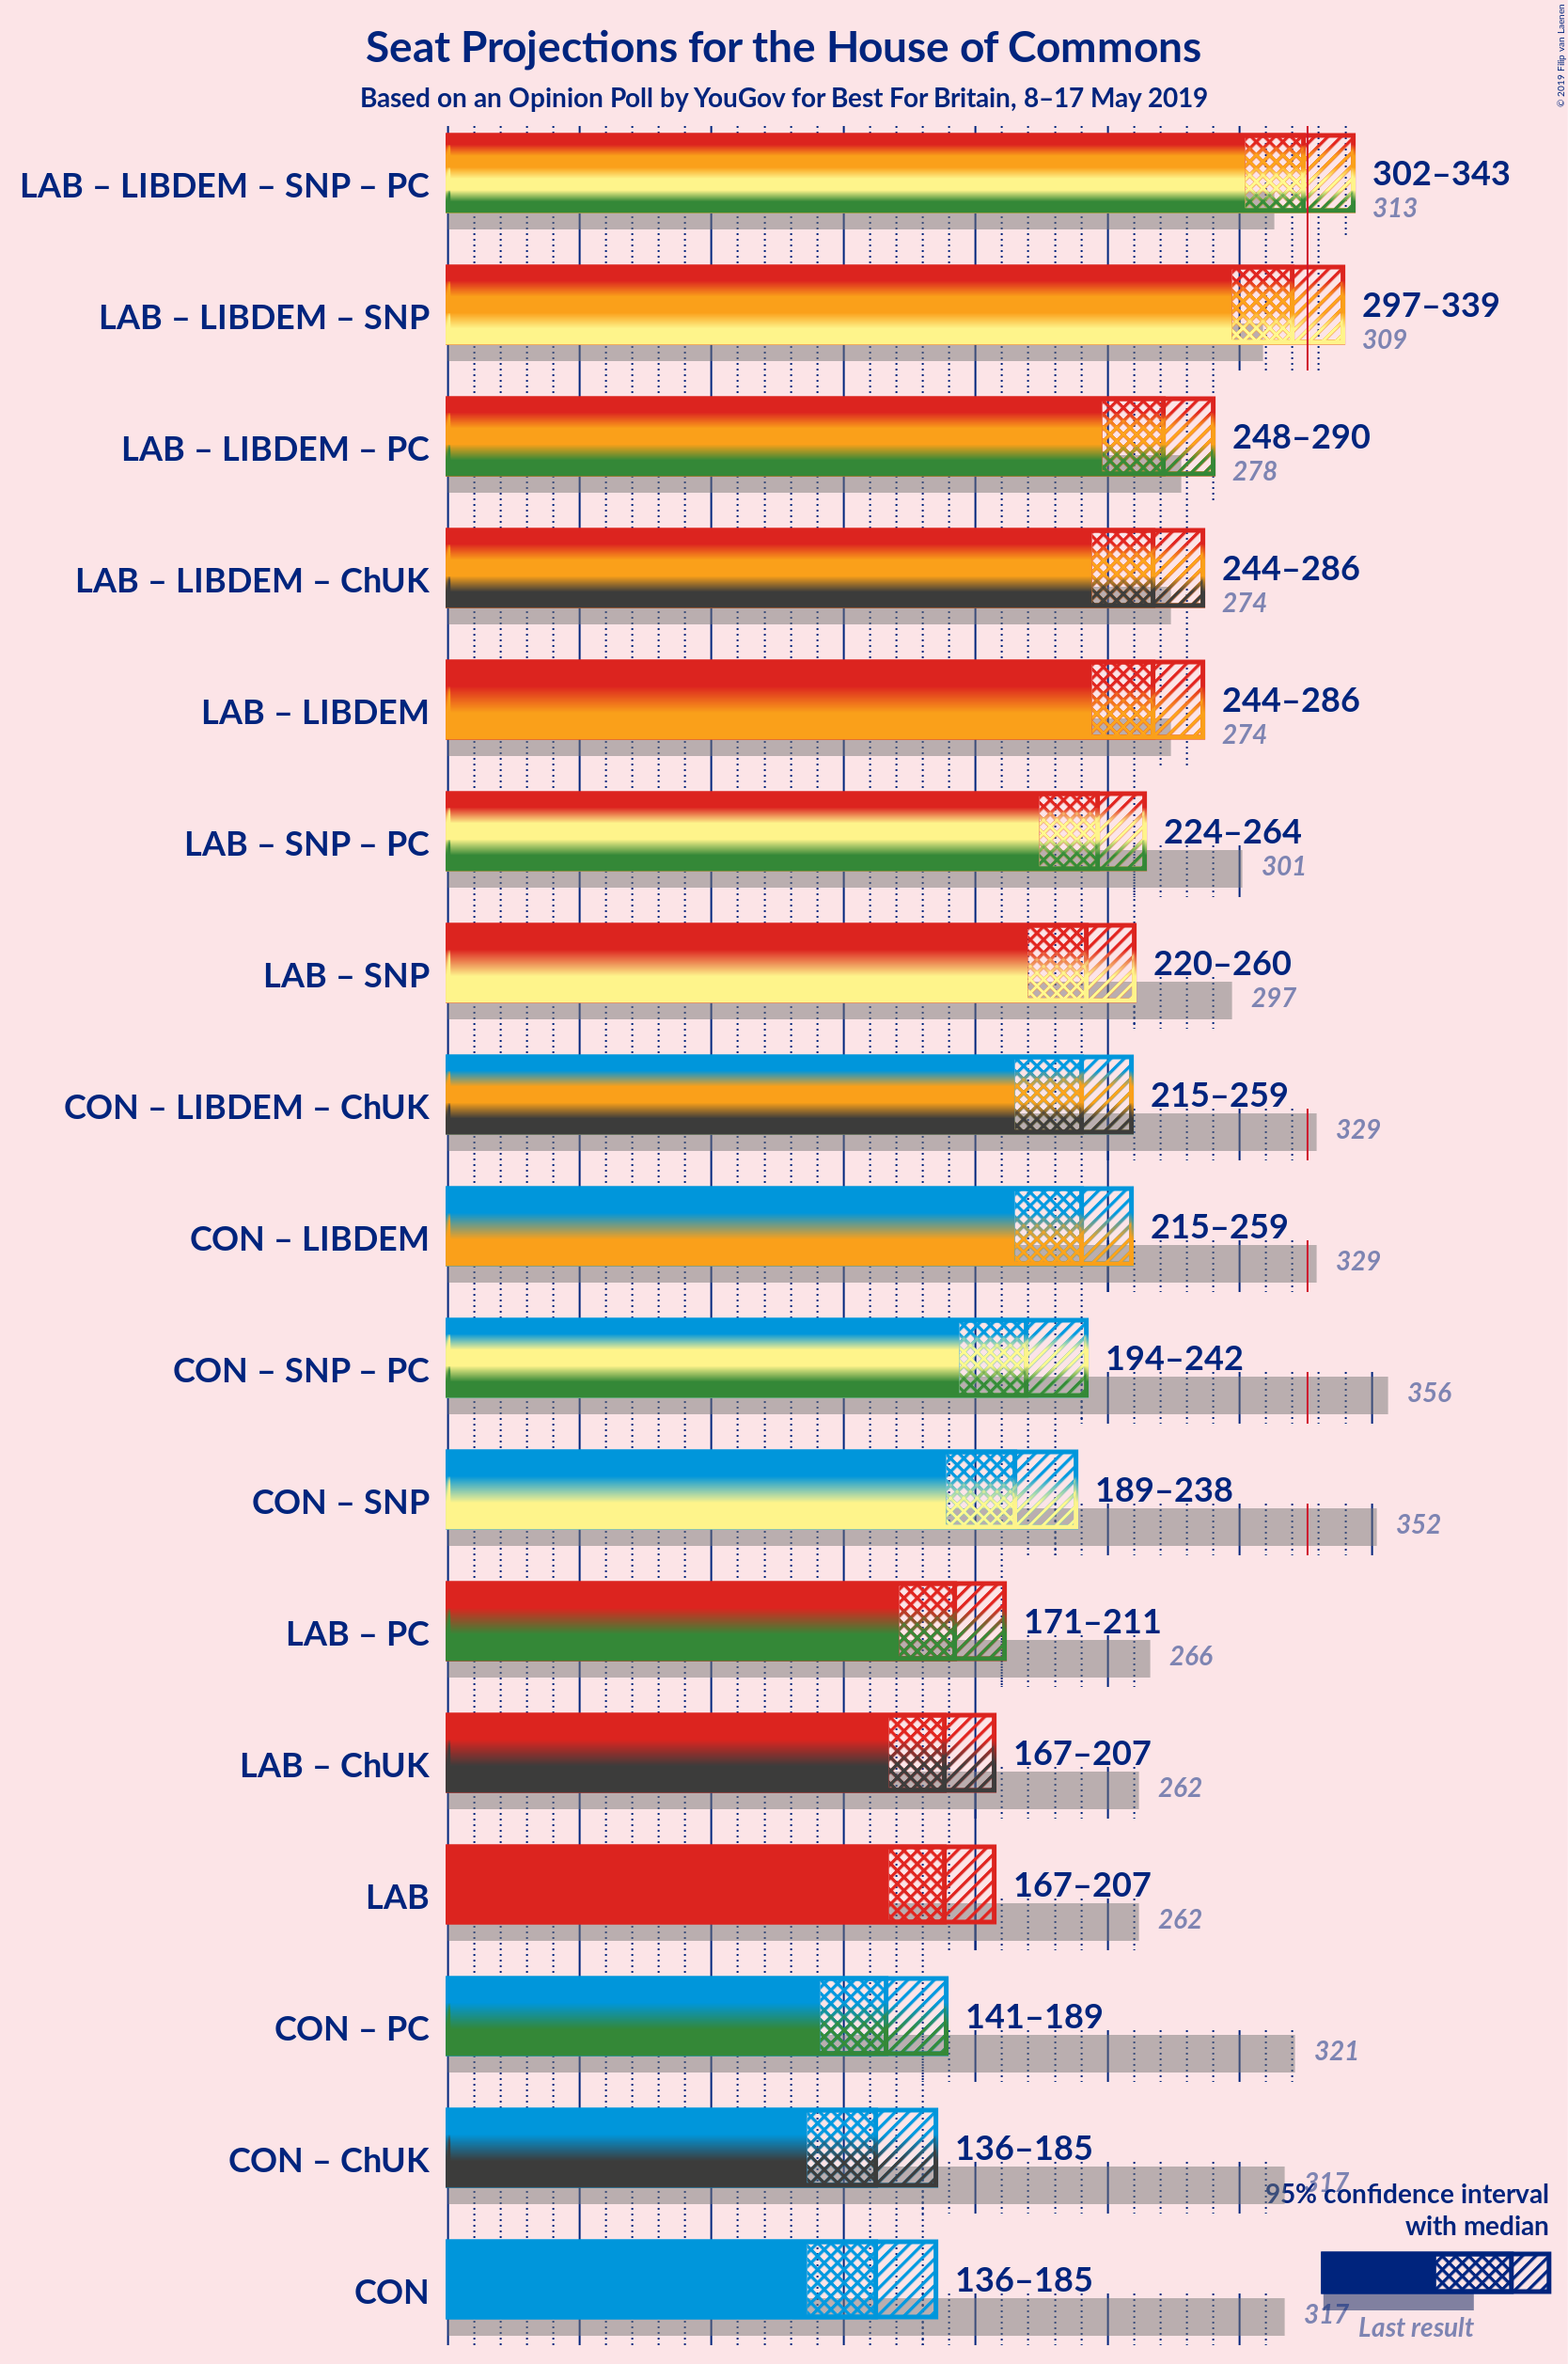 © 2019 Filip van Laenen
Seat Projections for the House of Commons
Based on an Opinion Poll by YouGov for Best For Britain, 8–17 May 2019
LAB – LIBDEM – SNP – PC
302–343
313
LAB – LIBDEM – SNP
297–339
309
LAB – LIBDEM – PC
248–290
278
LAB – LIBDEM – ChUK
244–286
274
LAB – LIBDEM
244–286
274
LAB – SNP – PC
224–264
301
LAB – SNP
220–260
297
CON – LIBDEM – ChUK
215–259
329
CON – LIBDEM
215–259
329
CON – SNP – PC
194–242
356
CON – SNP
189–238
352
LAB – PC
171–211
266
LAB – ChUK
167–207
262
LAB
167–207
262
CON – PC
141–189
321
CON – ChUK
136–185
317
CON
136–185
317
95% confidence interval
with median
Last result